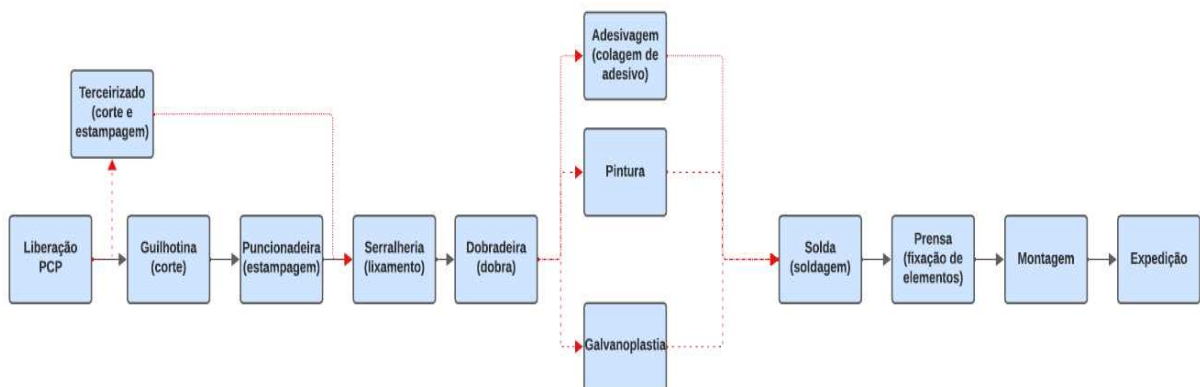 Adesivagem
(colagem de
adesivo)
Terceirizado
(corte e
estampagem)
Pintura
Liberação
PCP
Guilhotina
(corte)
Puncionadeira
(estampagem)
Serralheria
(lixamento)
Dobradeira
(dobra)
Solda
(soldagem)
Prensa
(fixação de
elementos)
Montagem
Expedição
Galvanoplastia